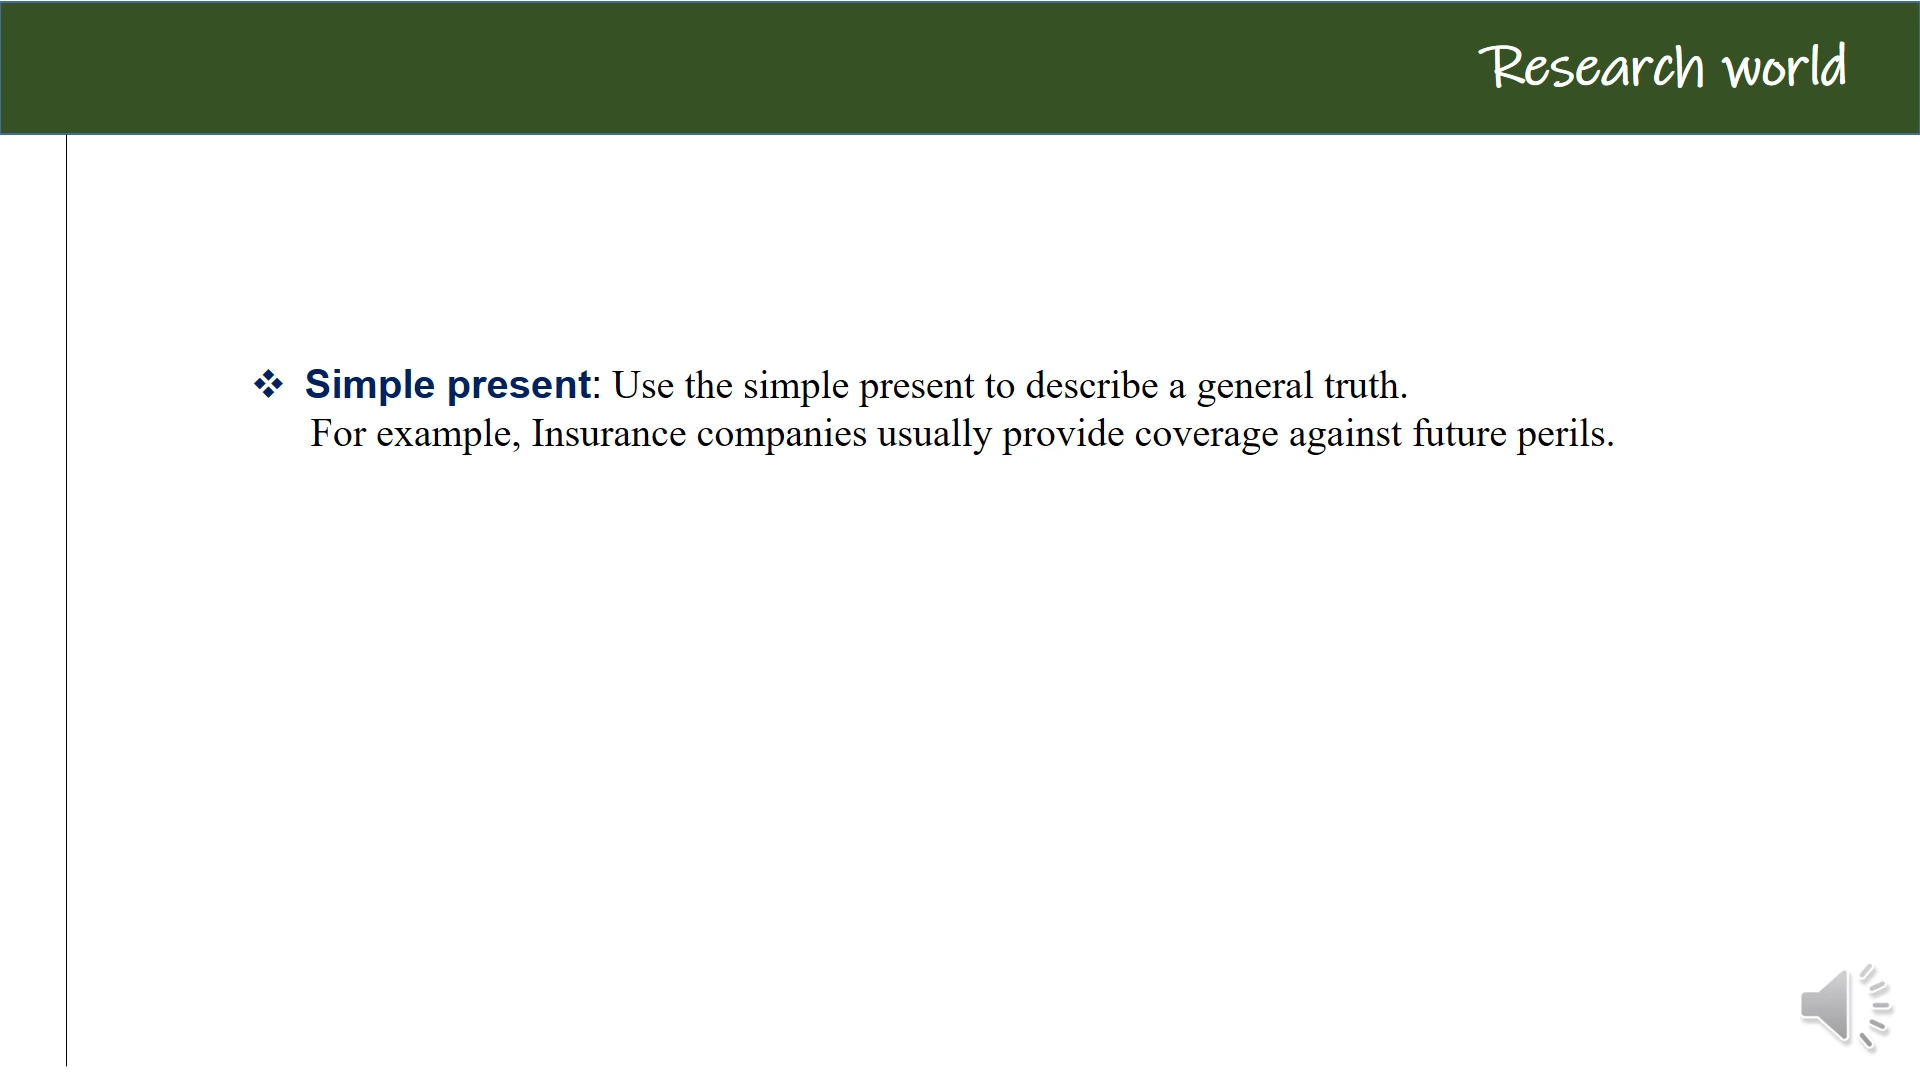 Research world
❖ Simple present: Use the simple present to describe a general truth.
For example, Insurance companies usually provide coverage against future perils.